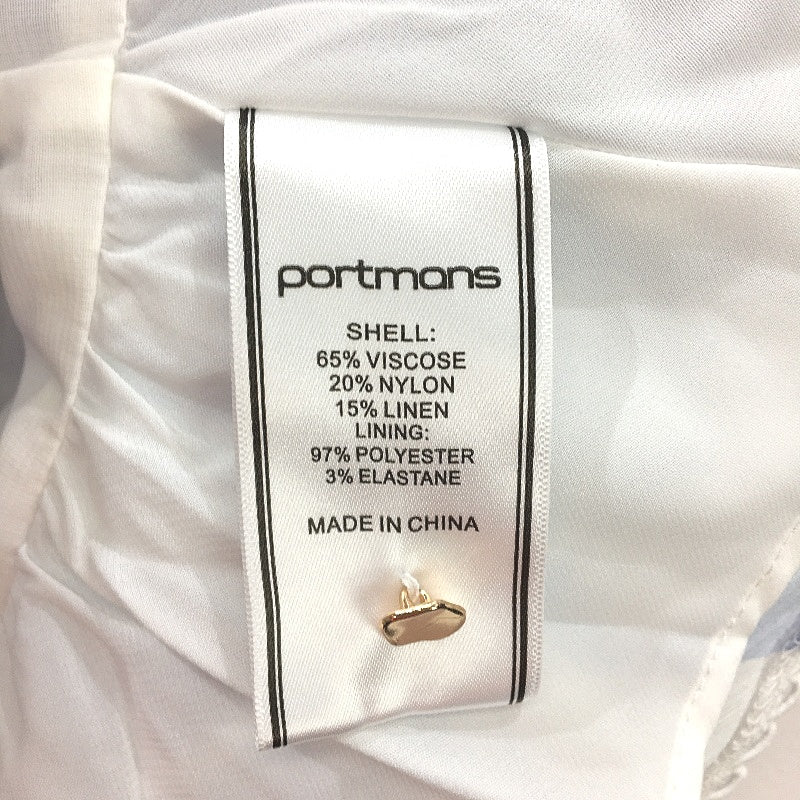 portmans
SHELL:
65% VISCOSE
20% NYLON
15% LINEN
LINING:
97% POLYESTER
3% ELASTANE
MADE IN CHINA